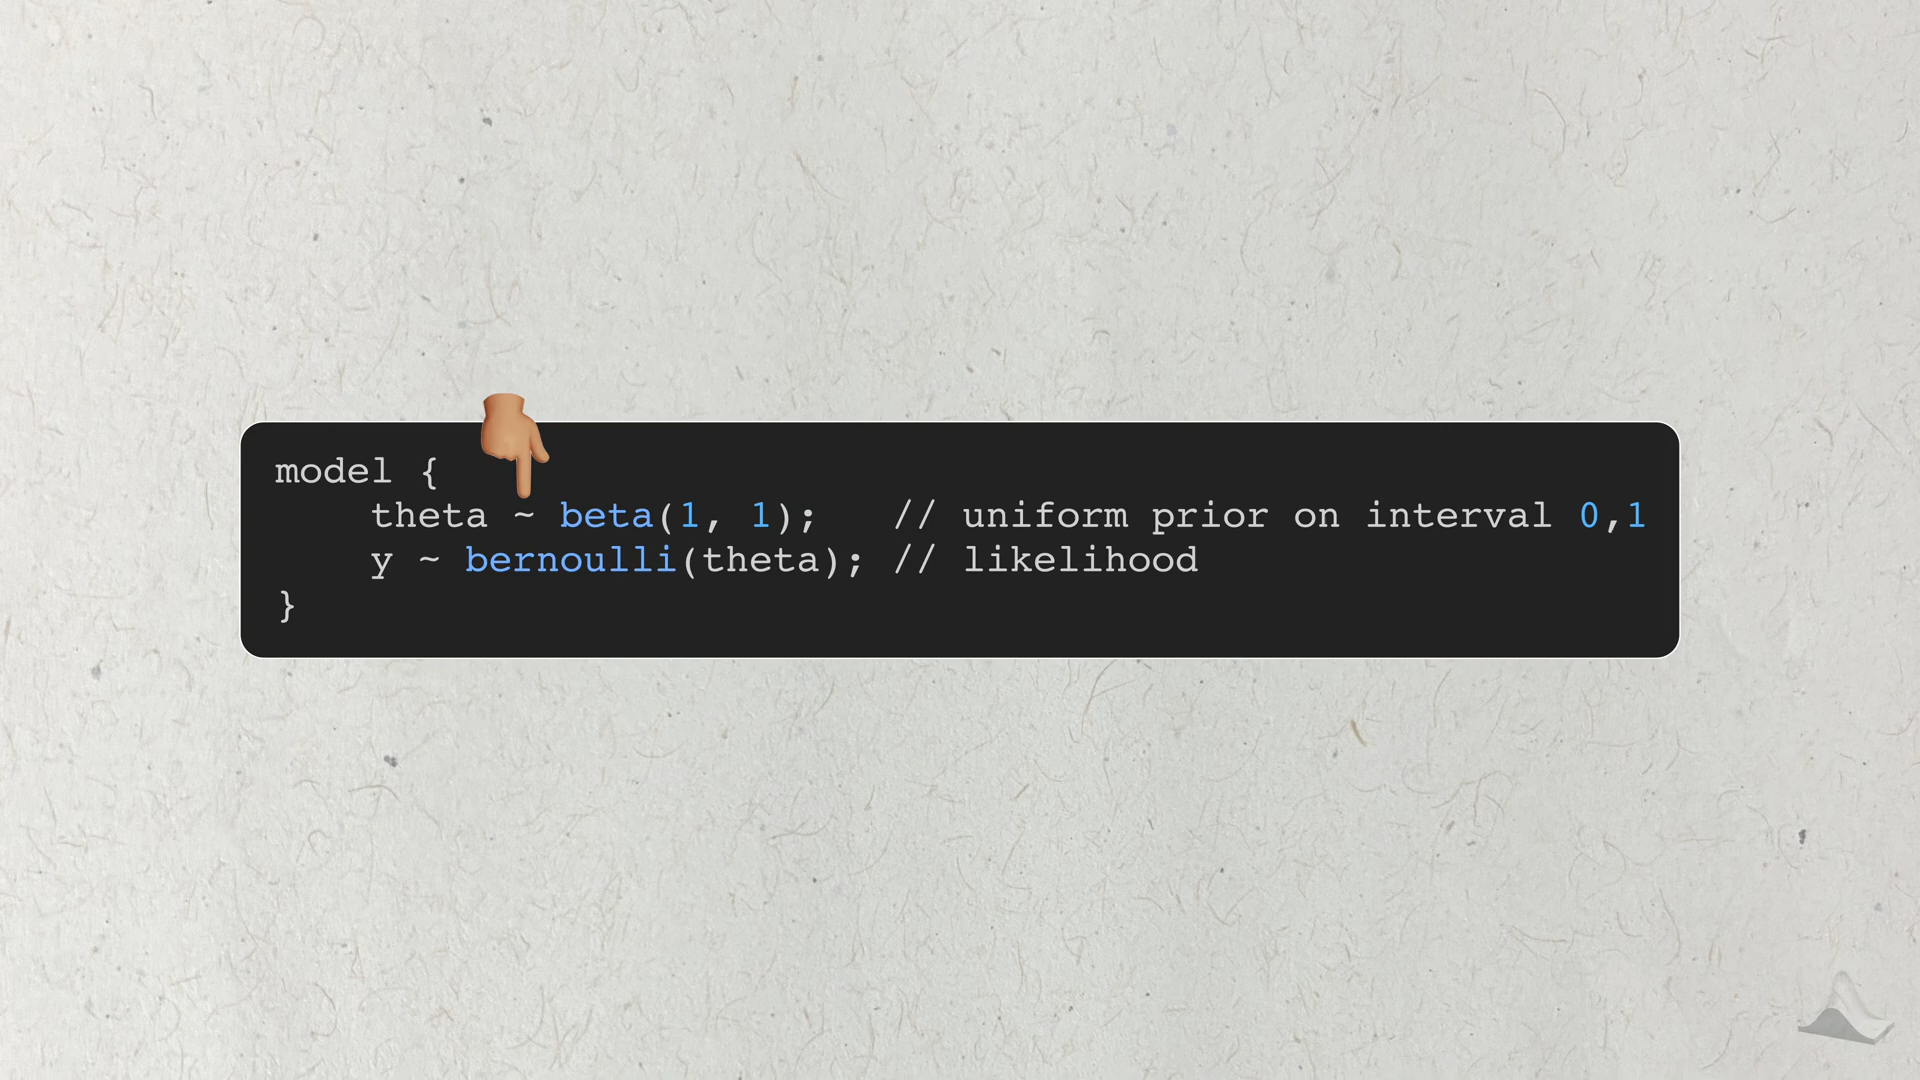 model {
    theta ~ beta(1, 1);   // uniform prior on interval 0,1
    y ~ bernoulli(theta); // likelihood
}